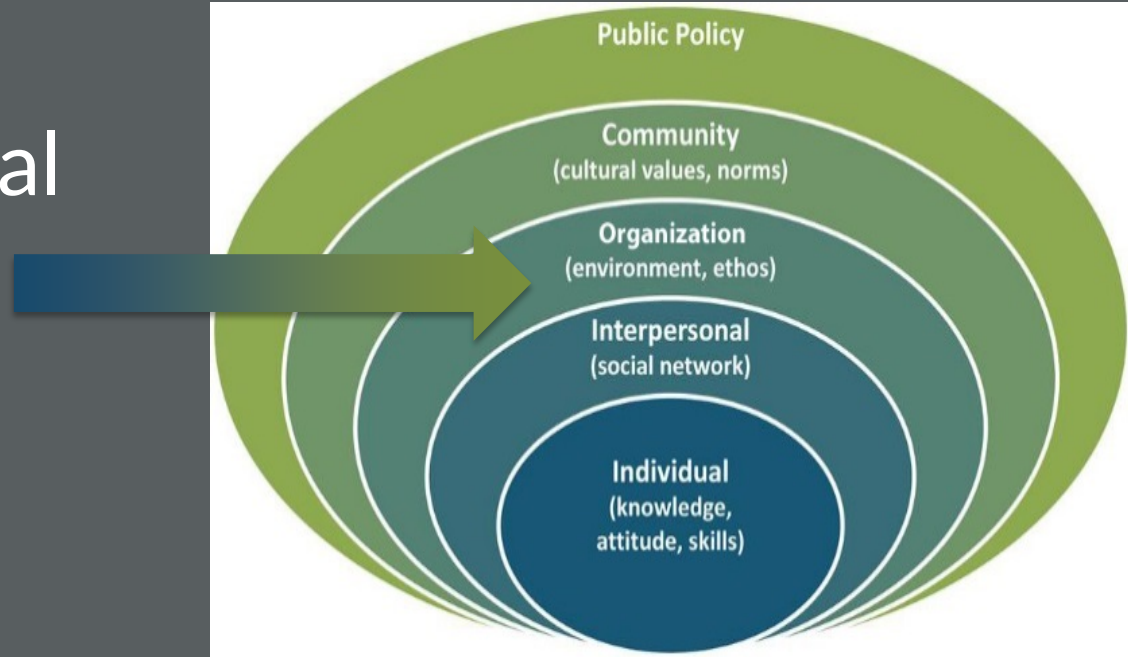 al
Public Policy
Community
(cultural values, norms)
Organization
(environment, ethos)
Interpersonal
(social network)
Individual
(knowledge,
attitude, skills)